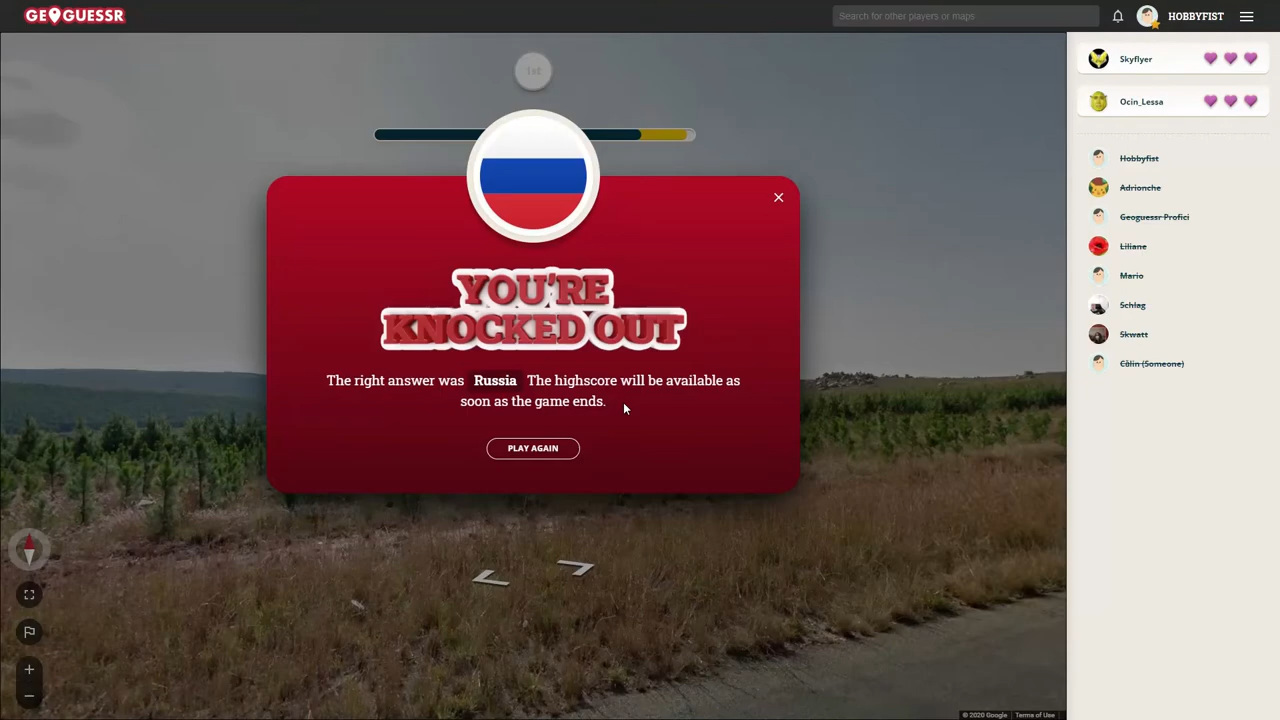 GEOGUESSR
Search for other players or maps
HOBBYFIST
1st
YOU'RE
KNOCKED OUT
The right answer was Russia The highscore will be available as
soon as the game ends.
PLAY AGAIN
Skyflyer
Ocin_Lessa
Hobbyfist
Adrionche
Geoguessr Profici
Liliane
Mario
Schlag
Skwatt
Călin (Someone)
© 2020 Google
Terms of Use